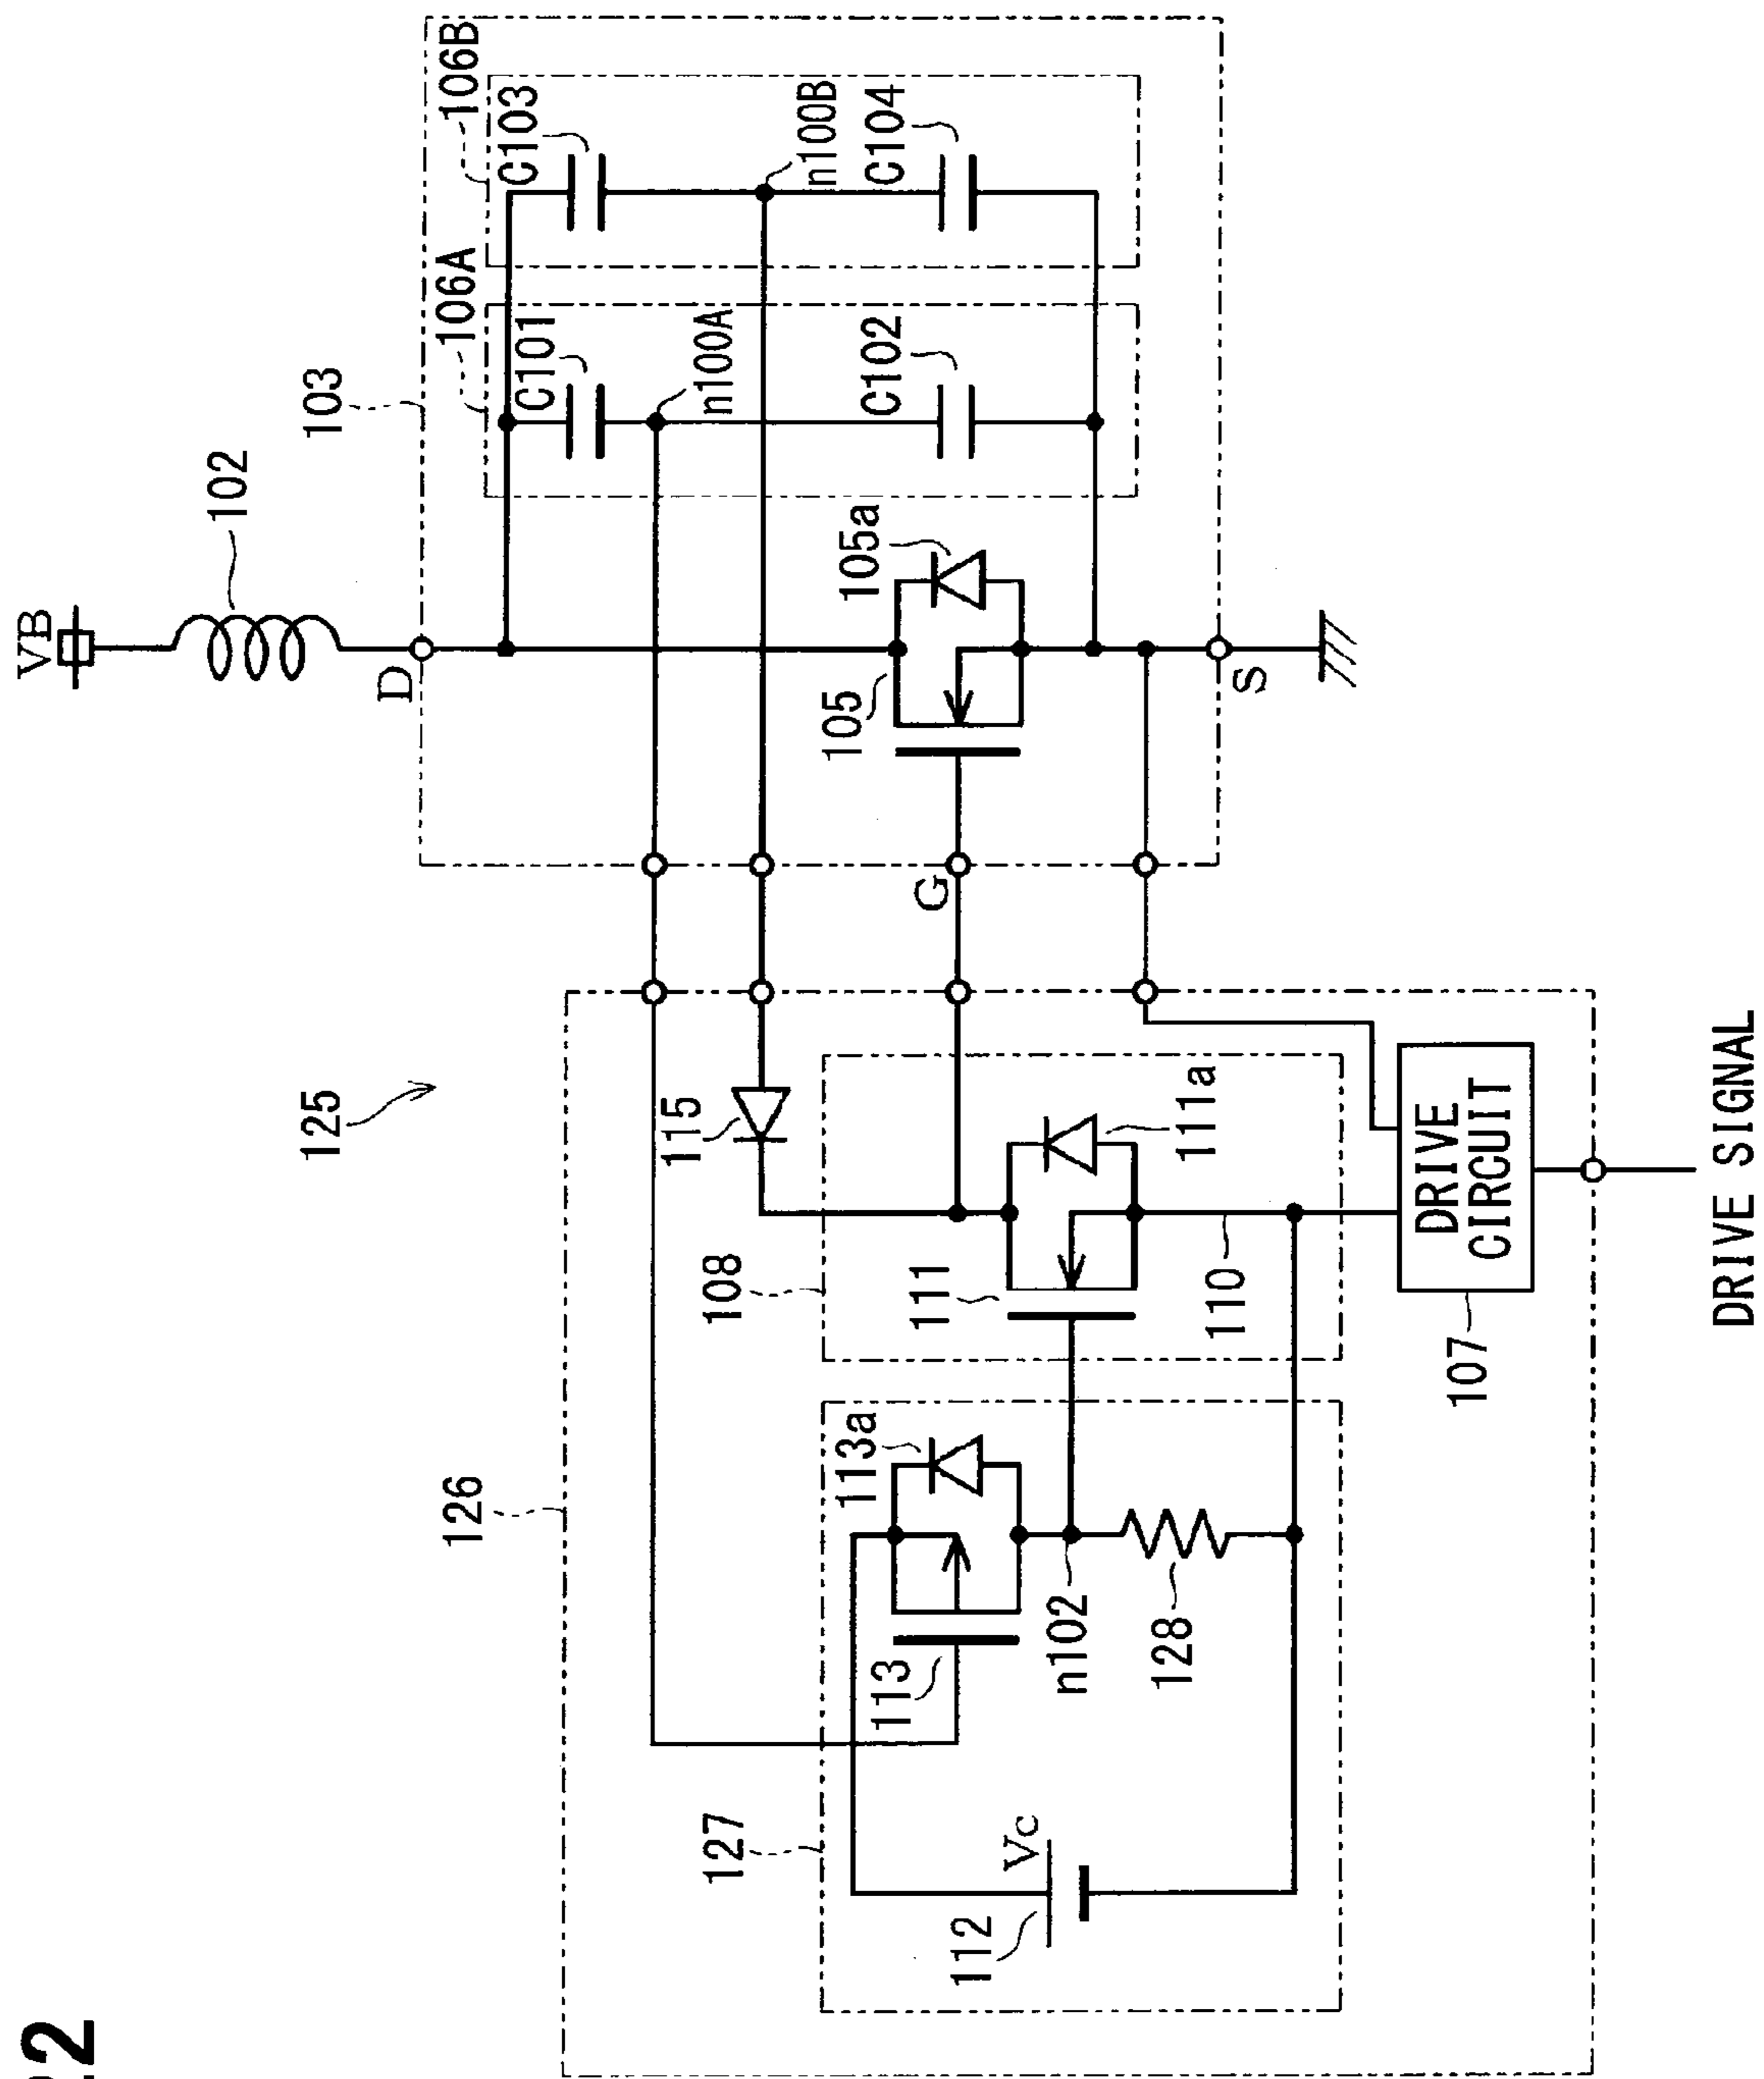 22
125
VB
102
103
106A
106B
D
C101
C103
n100A
n100B
C102
C104
105
105a
G
S
126
115
108
111
111a
110
127
113
113a
112
Vc
n102
128
DRIVE
CIRCUIT
107
DRIVE SIGNAL